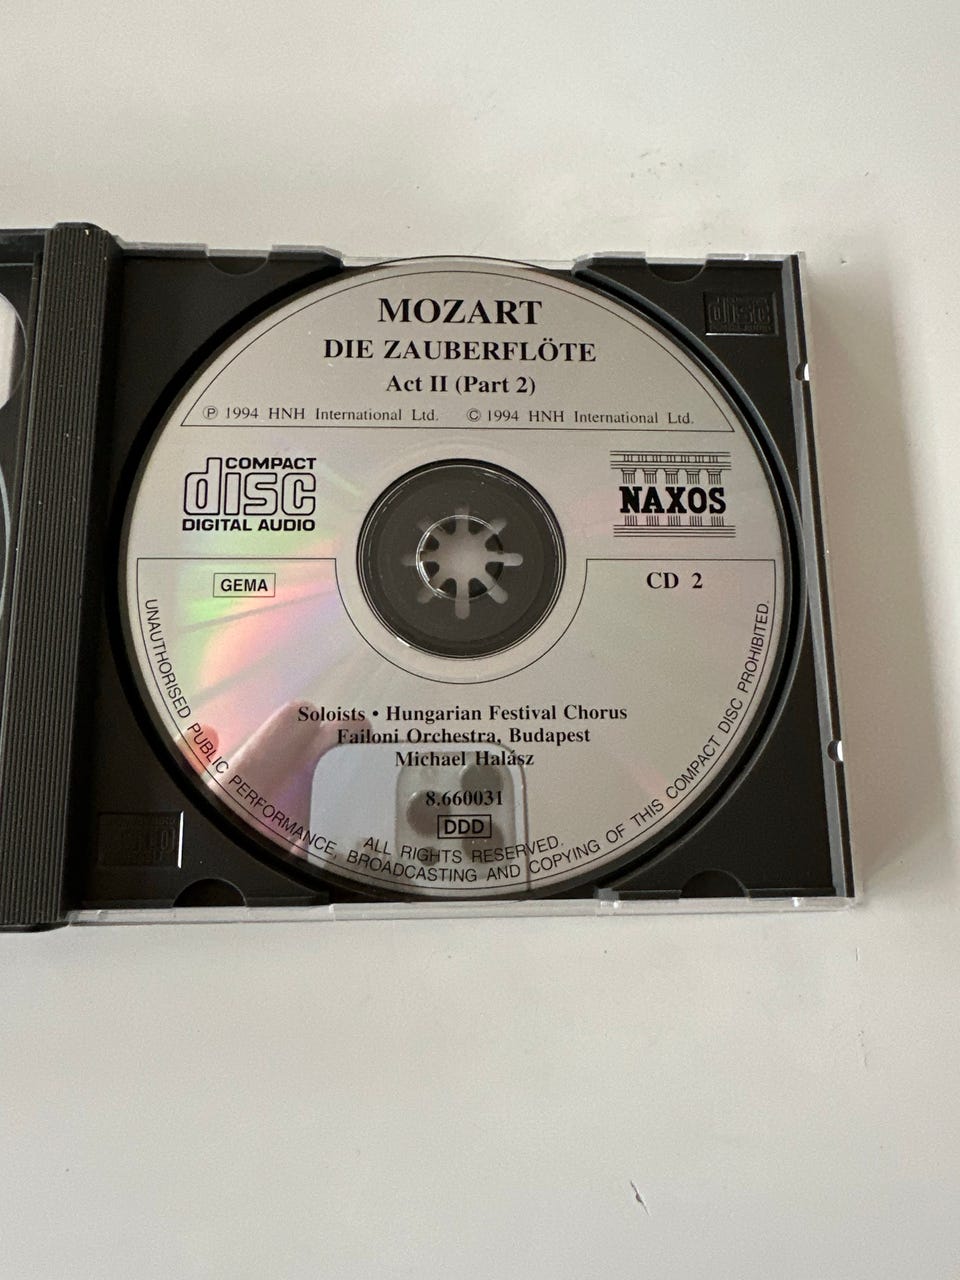 MOZART
DIE ZAUBERFLÖTE
Act II (Part 2)
℗ 1994 HNH International Ltd. © 1994 HNH International Ltd.
COMPACT
disc
DIGITAL AUDIO
NAXOS
GEMA
CD 2
Soloists • Hungarian Festival Chorus
Failoni Orchestra, Budapest
Michael Halász
8.660031
DDD
ALL RIGHTS RESERVED.
UNAUTHORISED PUBLIC PERFORMANCE, BROADCASTING AND COPYING OF THIS COMPACT DISC PROHIBITED.
disc